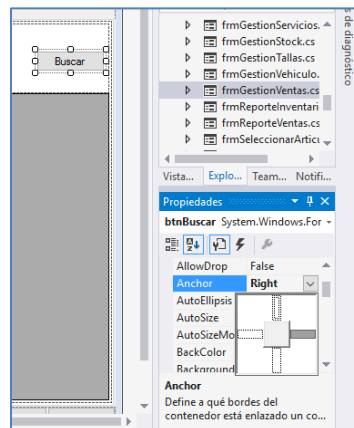 Buscar
frmGestionServicios.
frmGestionStock.cs
frmGestionTallas.cs
frmGestionVehiculo.
frmGestionVentas.cs
frmReporteInventari
frmReporteVentas.cs
frmSeleccionarArticu
s de diagnóstico
Vista... Explo... Team... Notifi...
Propiedades
btnBuscar System.Windows.For
AllowDrop False
Anchor Right
AutoEllipsis
AutoSize
AutoSizeMo
BackColor
Background
Anchor
Define a qué bordes del
contenedor está enlazado un co...